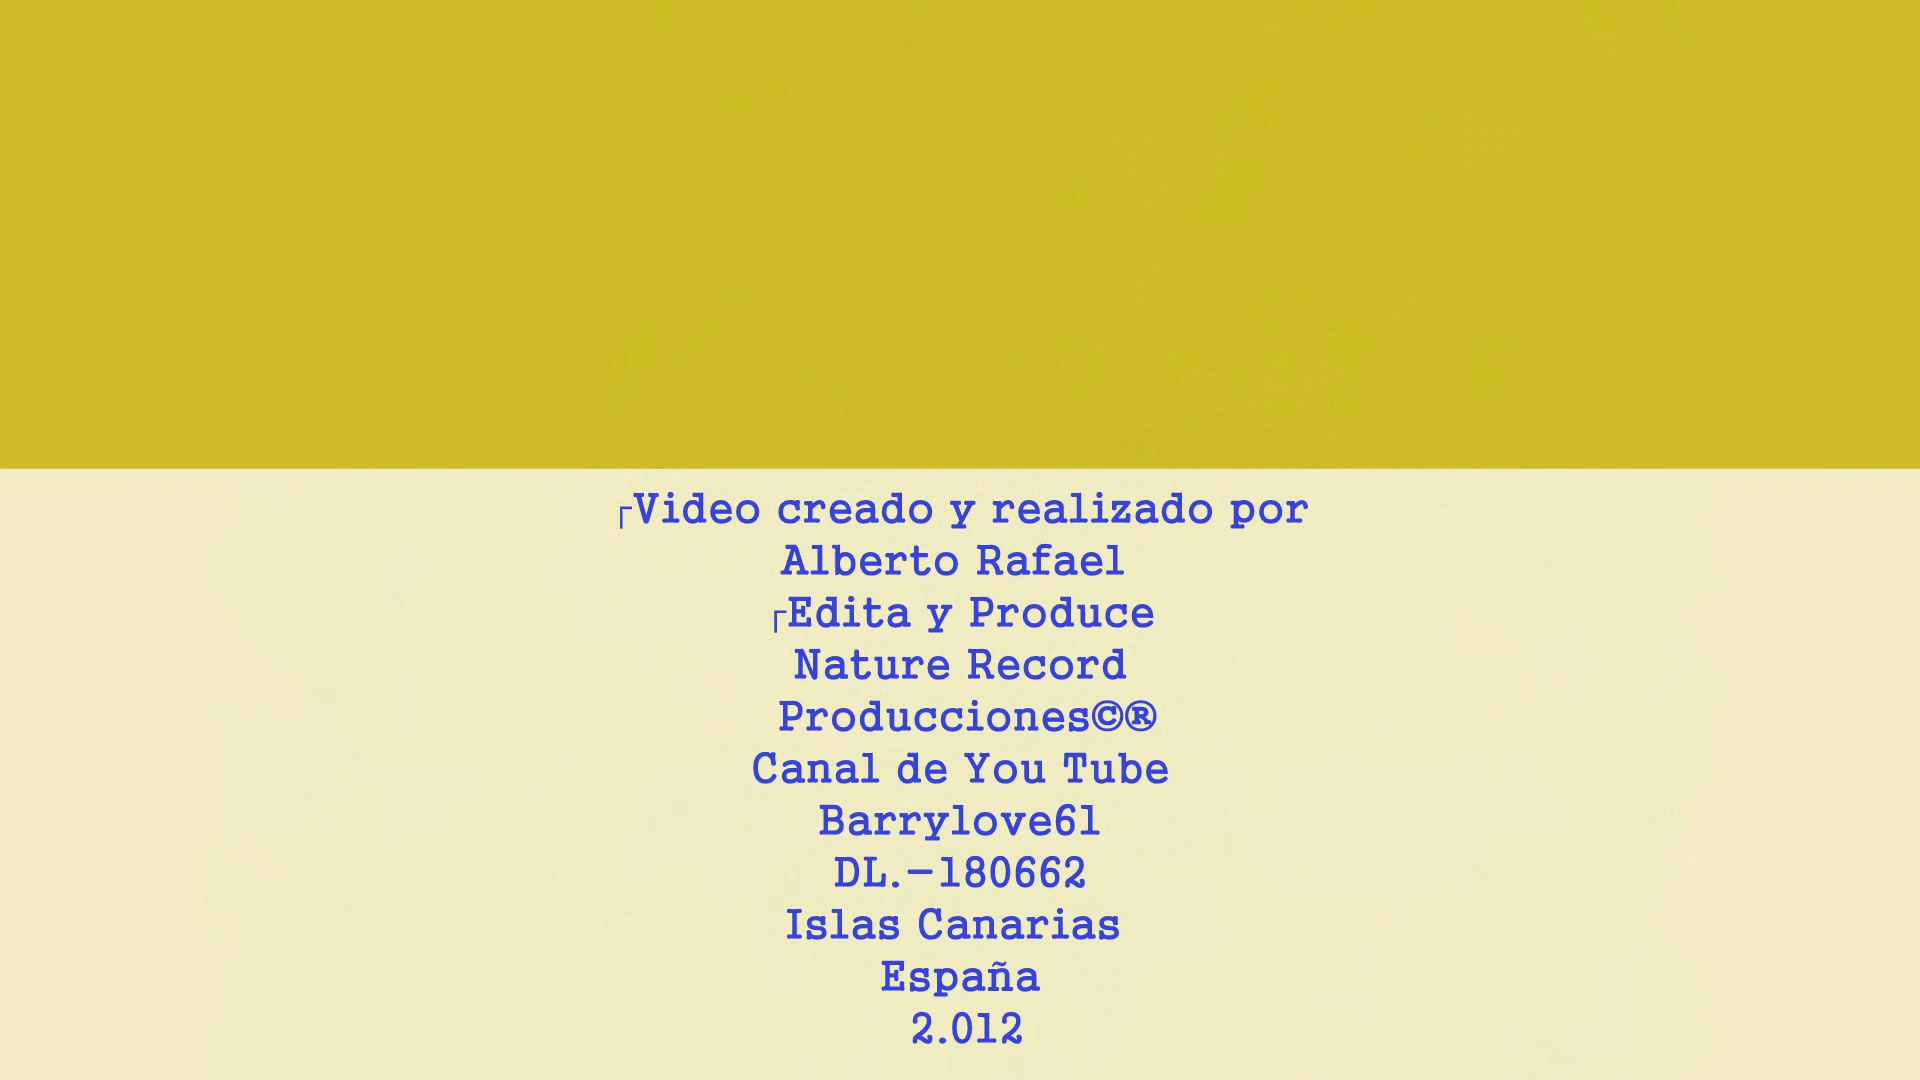 ┌Video creado y realizado por
Alberto Rafael
┌Edita y Produce
Nature Record
Producciones©®
Canal de You Tube
Barrylove61
DL.-180662
Islas Canarias
España
2.012